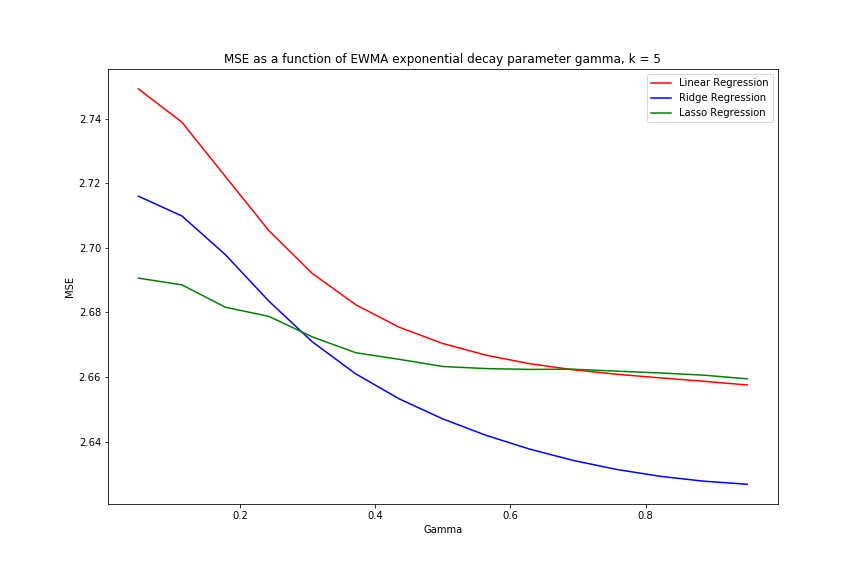 MSE as a function of EWMA exponential decay parameter gamma, k = 5
Linear Regression
Ridge Regression
Lasso Regression
MSE
2.74
2.72
2.70
2.68
2.66
2.64
0.2
0.4
0.6
0.8
Gamma